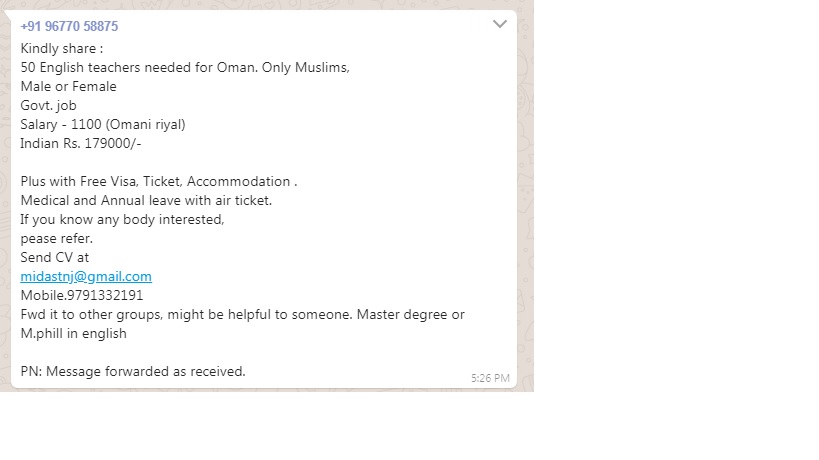 +91 96770 58875
Kindly share :
50 English teachers needed for Oman. Only Muslims,
Male or Female
Govt. job
Salary - 1100 (Omani riyal)
Indian Rs. 179000/-
Plus with Free Visa, Ticket, Accommodation .
Medical and Annual leave with air ticket.
If you know any body interested,
pease refer.
Send CV at
midastnj@gmail.com
Mobile.9791332191
Fwd it to other groups, might be helpful to someone. Master degree or
M.phill in english
PN: Message forwarded as received.
5:26 PM